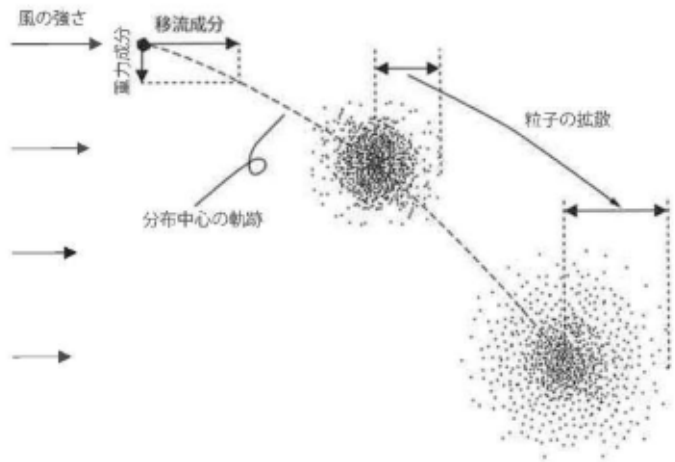 風の強さ
移流成分
重力成分
粒子の拡散
分布中心の軌跡